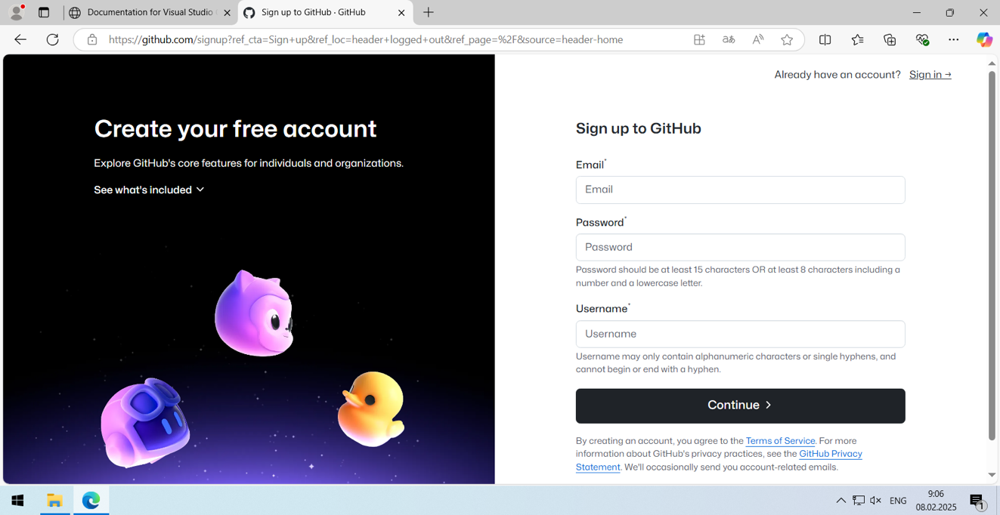 Documentation for Visual Studio
Sign up to GitHub · GitHub
https://github.com/signup?ref_cta=Sign+up&ref_loc=header+logged+out&ref_page=%2F&source=header-home
Already have an account? Sign in →
Create your free account
Explore GitHub's core features for individuals and organizations.
See what's included
Sign up to GitHub
Email*
Email
Password*
Password
Password should be at least 15 characters OR at least 8 characters including a
number and a lowercase letter.
Username*
Username
Username may only contain alphanumeric characters or single hyphens, and
cannot begin or end with a hyphen.
Continue
By creating an account, you agree to the Terms of Service. For more
information about GitHub's privacy practices, see the GitHub Privacy
Statement. We'll occasionally send you account-related emails.
ENG
9:06
08.02.2025
1